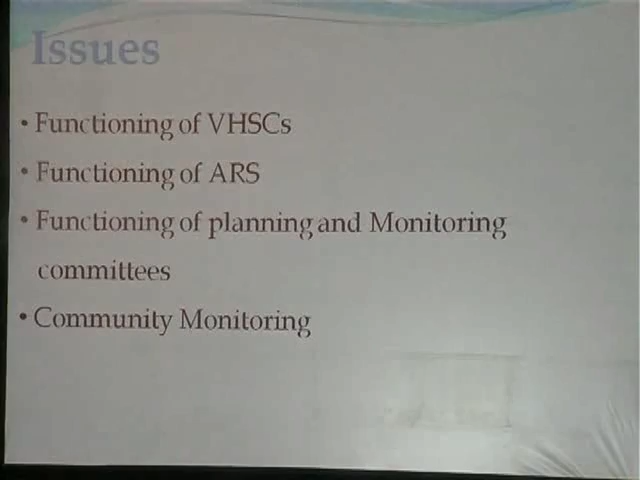 Issues
• Functioning of VHSCs
• Functioning of ARS
• Functioning of planning and Monitoring
committees
• Community Monitoring